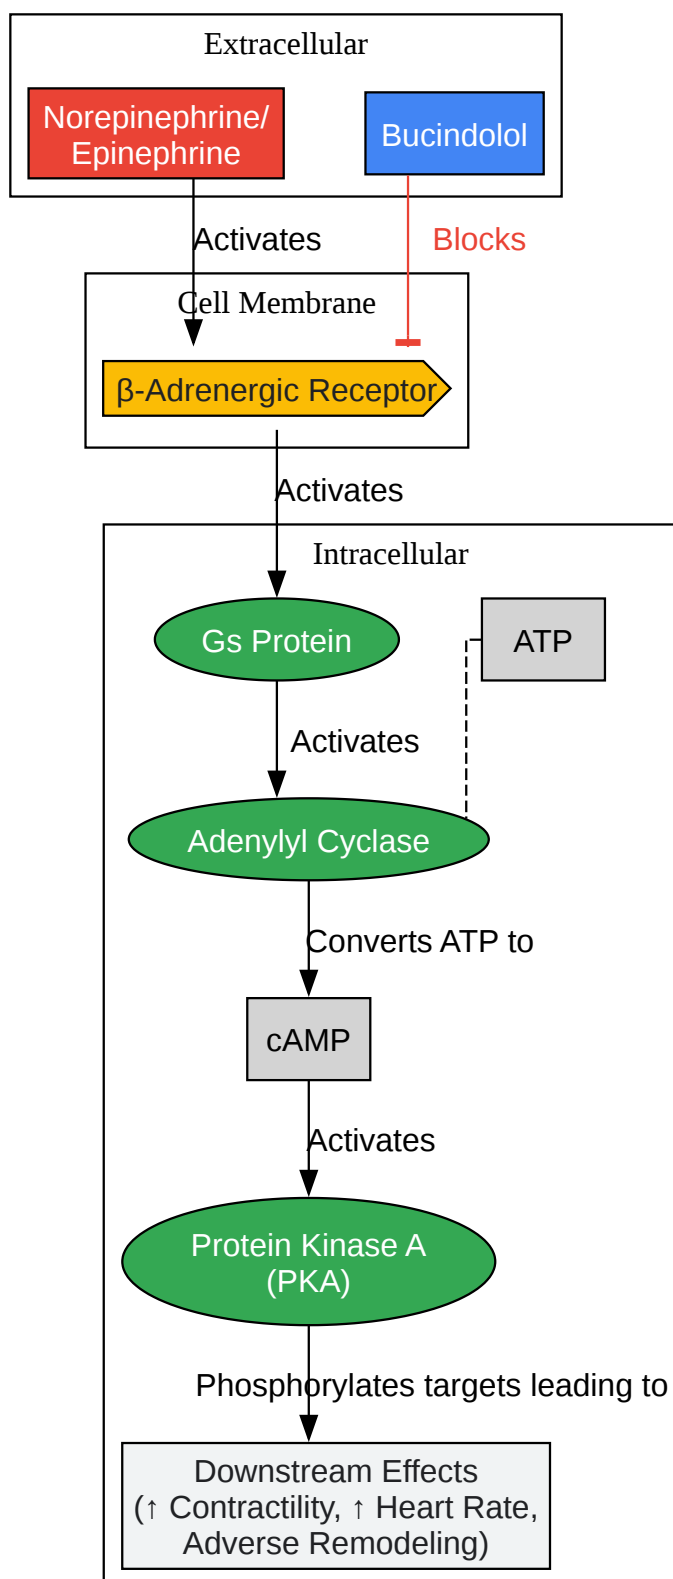 Extracellular
Norepinephrine/
Epinephrine
Bucindolol
Activates
Blocks
Cell Membrane
β-Adrenergic Receptor
Activates
Intracellular
Gs Protein
ATP
Activates
Adenylyl Cyclase
Converts ATP to
cAMP
Activates
Protein Kinase A
(PKA)
Phosphorylates targets leading to
Downstream Effects
(↑ Contractility, ↑ Heart Rate,
Adverse Remodeling)